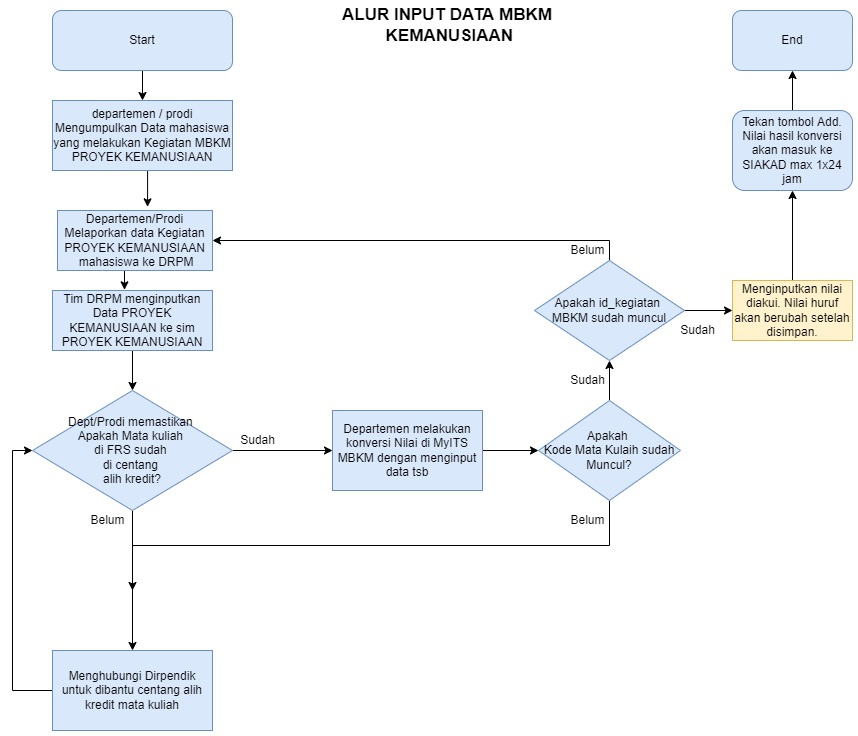 ALUR INPUT DATA MBKM
KEMANUSIAAN
Start
departemen / prodi
Mengumpulkan Data mahasiswa
yang melakukan Kegiatan MBKM
PROYEK KEMANUSIAAN
Departemen/Prodi
Melaporkan data Kegiatan
PROYEK KEMANUSIAAN
mahasiswa ke DRPM
Tim DRPM menginputkan
Data PROYEK
KEMANUSIAAN ke sim
PROYEK KEMANUSIAAN
Dept/Prodi memastikan
Apakah Mata kuliah
di FRS sudah
di centang
alih kredit?
Sudah
Belum
Menghubungi Dirpendik
untuk dibantu centang alih
kredit mata kuliah
Departemen melakukan
konversi Nilai di MyITS
MBKM dengan menginput
data tsb
Apakah
Kode Mata Kulaih sudah
Muncul?
Belum
Sudah
Apakah id_kegiatan
MBKM sudah muncul
Belum
Sudah
Menginputkan nilai
diakui. Nilai huruf
akan berubah setelah
disimpan.
Tekan tombol Add.
Nilai hasil konversi
akan masuk ke
SIAKAD max 1x24
jam
End